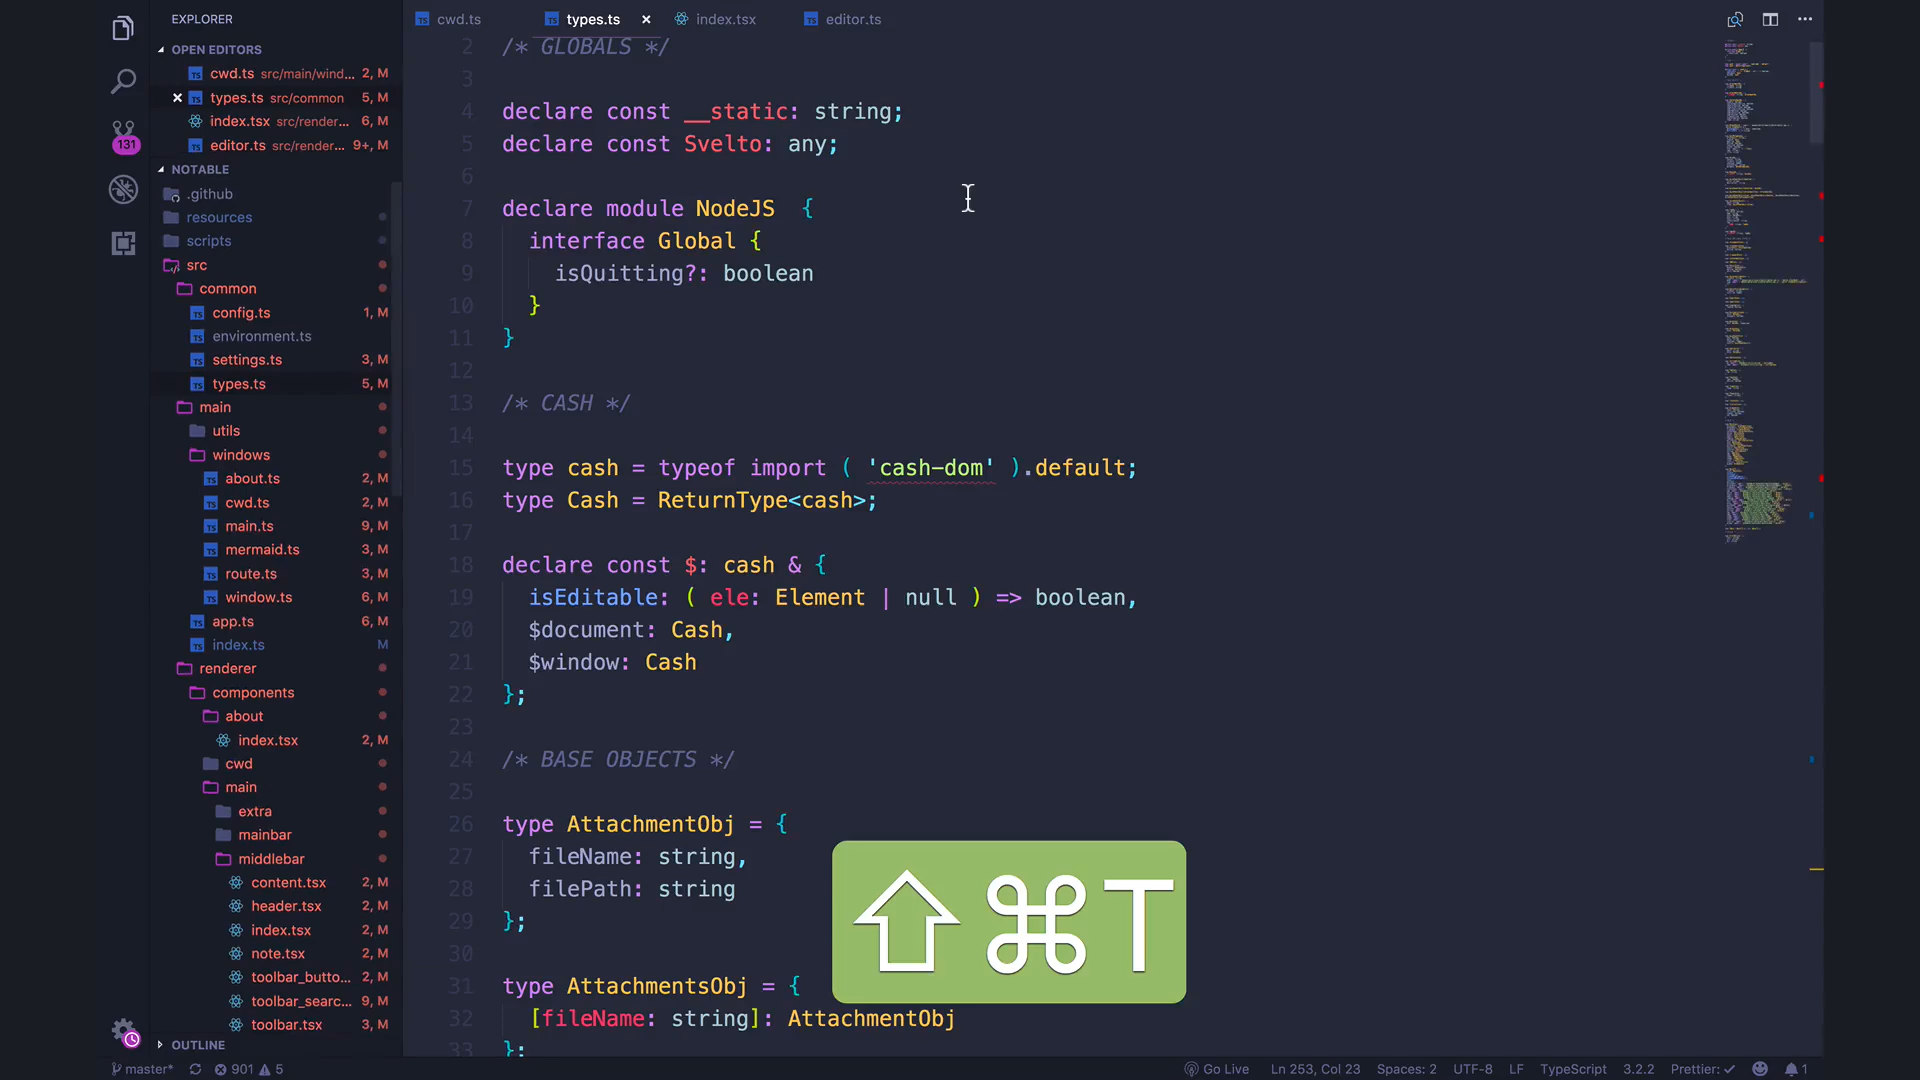 EXPLORER
OPEN EDITORS
cwd.ts src/main/wind... 2, M
types.ts src/common 5, M
index.tsx src/render... 6, M
editor.ts src/render... 9+, M
NOTABLE
.github
resources
scripts
src
common
config.ts 1, M
environment.ts
settings.ts 3, M
types.ts 5, M
main
utils
windows
about.ts 2, M
cwd.ts 2, M
main.ts 9, M
mermaid.ts 3, M
route.ts 3, M
window.ts 6, M
app.ts 6, M
index.ts M
renderer
components
about
index.tsx 2, M
cwd
main
extra
mainbar
middlebar
content.tsx 2, M
header.tsx 2, M
index.tsx 2, M
note.tsx 2, M
toolbar_butto... 2, M
toolbar_searc... 9, M
toolbar.tsx 3, M
OUTLINE
131
cwd.ts types.ts index.tsx editor.ts
2 /* GLOBALS */
3
4 declare const __static: string;
5 declare const Svelto: any;
6
7 declare module NodeJS {
8 interface Global {
9 isQuitting?: boolean
10 }
11 }
12
13 /* CASH */
14
15 type cash = typeof import ( 'cash-dom' ).default;
16 type Cash = ReturnType<cash>;
17
18 declare const $: cash & {
19 isEditable: ( ele: Element | null ) => boolean,
20 $document: Cash,
21 $window: Cash
22 };
23
24 /* BASE OBJECTS */
25
26 type AttachmentObj = {
27 fileName: string,
28 filePath: string
29 };
30
31 type AttachmentsObj = {
32 [fileName: string]: AttachmentObj
33 };
⇧⌘T
master* 901 5 Go Live Ln 253, Col 23 Spaces: 2 UTF-8 LF TypeScript 3.2.2 Prettier: ✓ 1